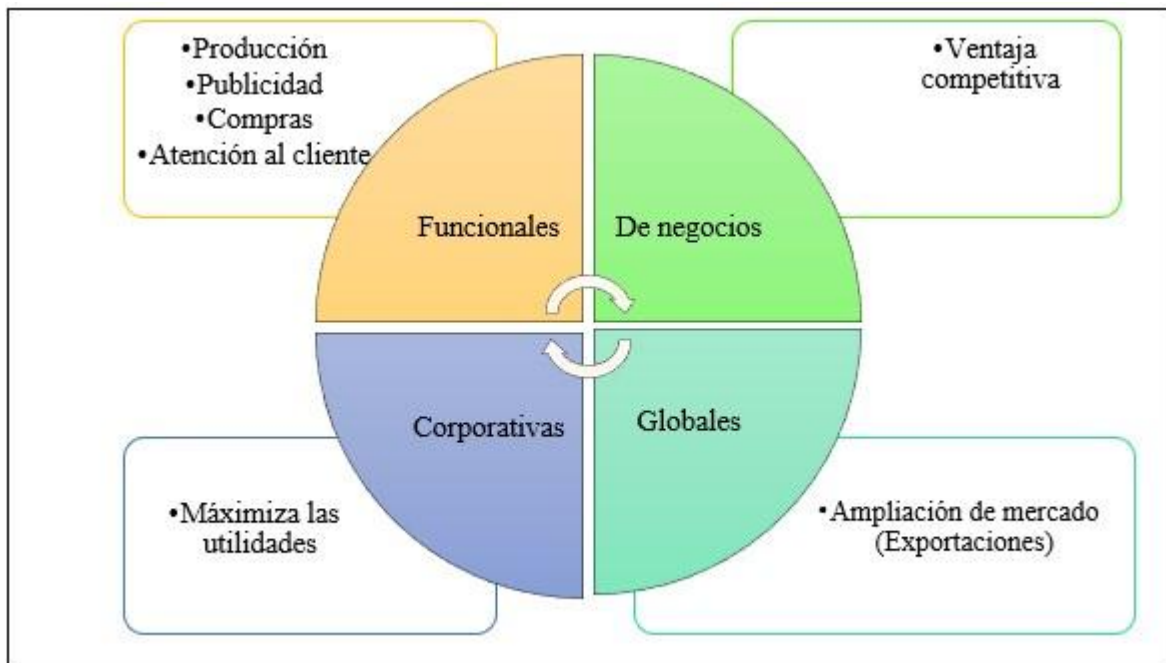 •Producción
•Publicidad
•Compras
•Atención al cliente
•Ventaja
competitiva
Funcionales
De negocios
Corporativas
Globales
•Máximiza las
utilidades
•Ampliación de mercado
(Exportaciones)